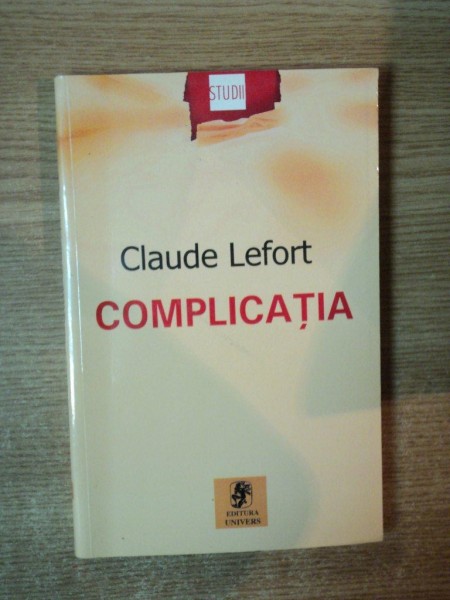 STUDII
Claude Lefort
COMPLICAȚIA
EDITURA
UNIVERS